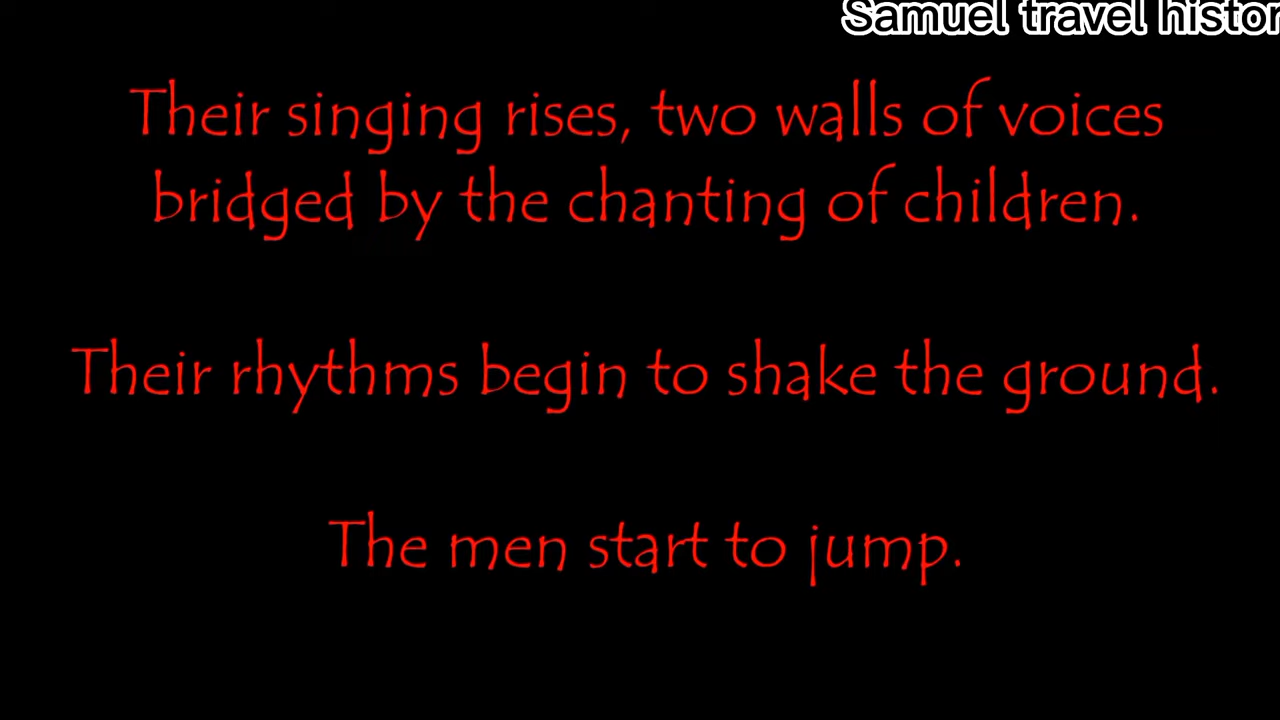 Samuel travel histor
Their singing rises, two walls of voices
bridged by the chanting of children.
Their rhythms begin to shake the ground.
The men start to jump.